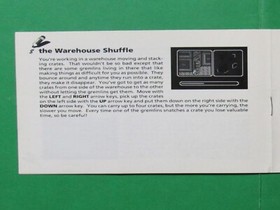 the Warehouse Shuffle
You're working in a warehouse moving and stack-
ing crates. That wouldn't be so bad except that
there are some gremlins living in there that like
making things as difficult for you as possible. They
bounce around and anytime they run into a crate,
they make it disappear. You've got to get as many
crates from one side of the warehouse to the other
without letting the gremlins get them. Move with
the LEFT and RIGHT arrow keys, pick up the crates
on the left side with the UP arrow key and put them down on the right side with the
DOWN arrow key. You can carry up to four crates, but the more you're carrying, the
slower you move. Every time one of the gremlins snatches a crate you lose valuable
time, so be careful!